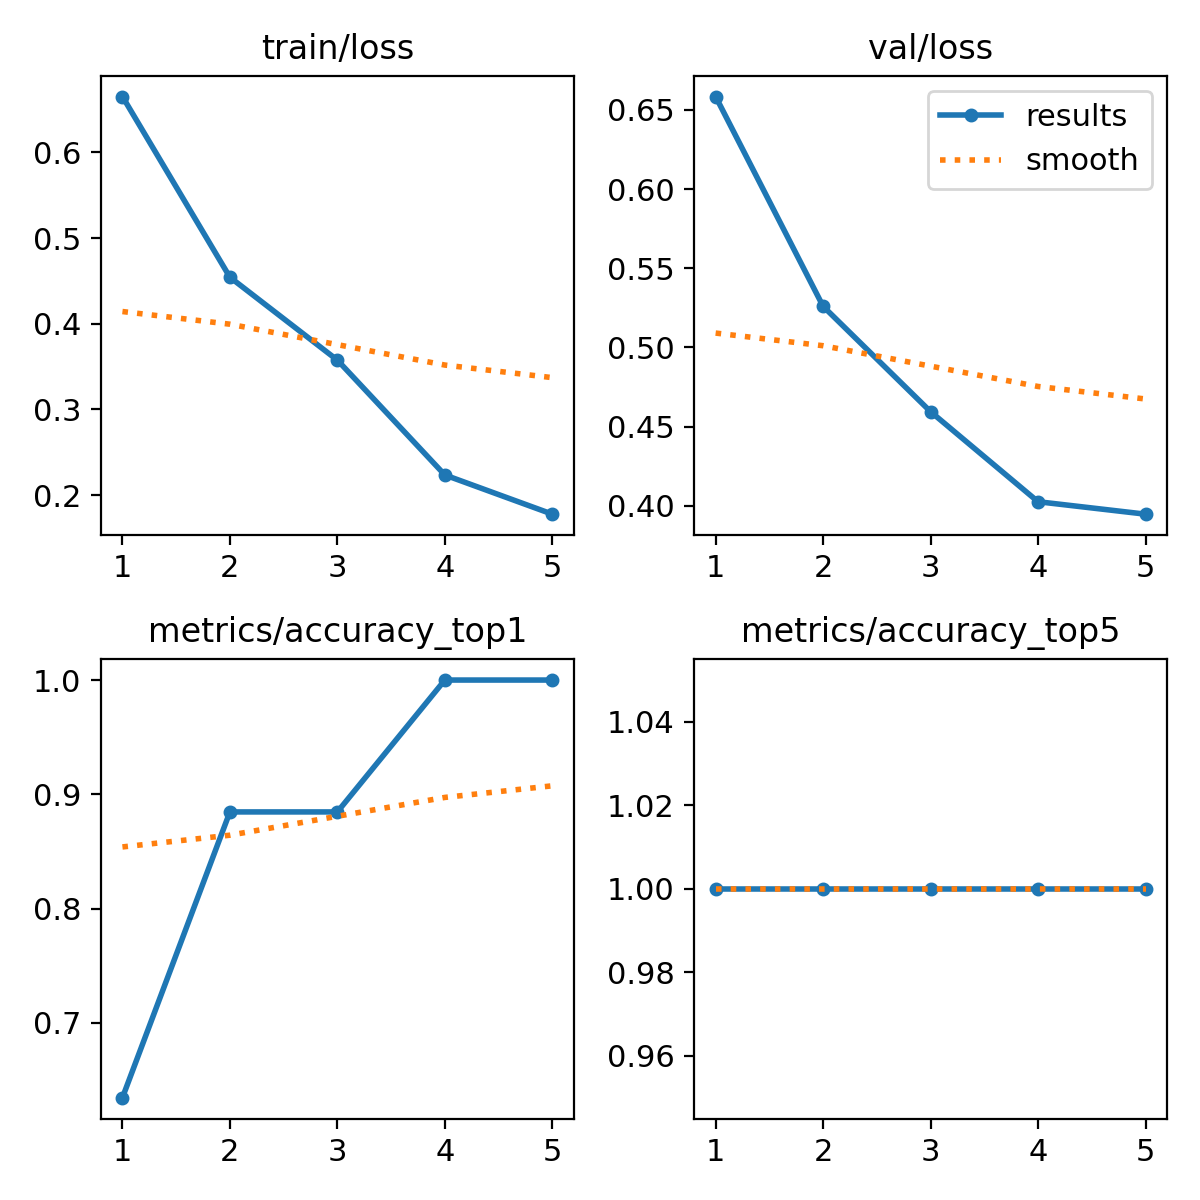 train/loss
0.6
0.5
0.4
0.3
0.2
1 2 3 4 5
val/loss
results
smooth
0.65
0.60
0.55
0.50
0.45
0.40
1 2 3 4 5
metrics/accuracy_top1
1.0
0.9
0.8
0.7
1 2 3 4 5
metrics/accuracy_top5
1.04
1.02
1.00
0.98
0.96
1 2 3 4 5